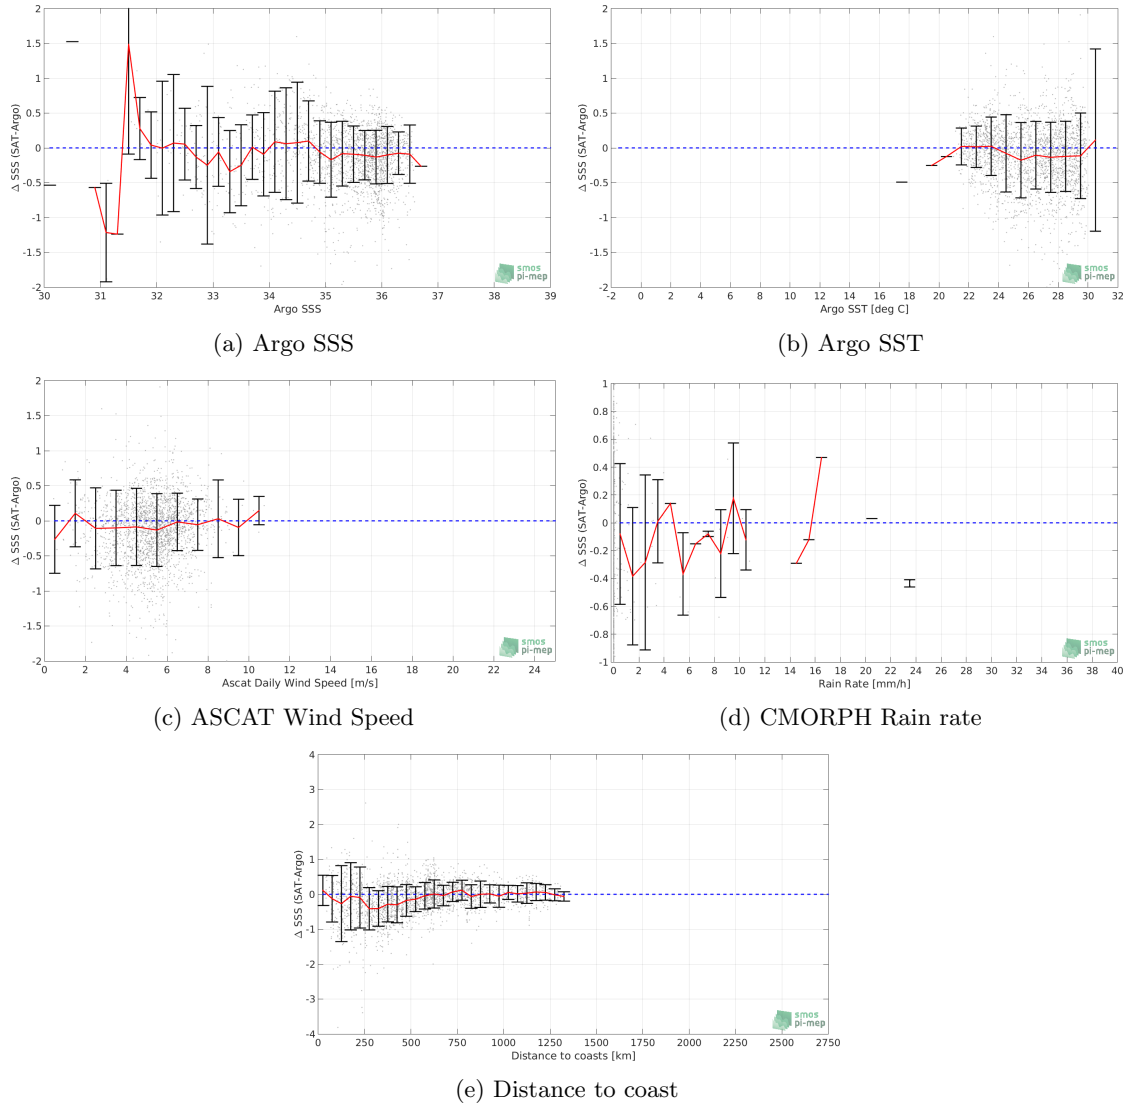 2
1.5
1
0.5
0
-0.5
-1
-1.5
-2
Δ SSS (SAT-Argo)
30 31 32 33 34 35 36 37 38 39
Argo SSS
smos
pi-mep
(a) Argo SSS
2
1.5
1
0.5
0
-0.5
-1
-1.5
-2
Δ SSS (SAT-Argo)
-2 0 2 4 6 8 10 12 14 16 18 20 22 24 26 28 30 32
Argo SST [deg C]
smos
pi-mep
(b) Argo SST
2
1.5
1
0.5
0
-0.5
-1
-1.5
-2
Δ SSS (SAT-Argo)
0 2 4 6 8 10 12 14 16 18 20 22 24
Ascat Daily Wind Speed [m/s]
smos
pi-mep
(c) ASCAT Wind Speed
1
0.8
0.6
0.4
0.2
0
-0.2
-0.4
-0.6
-0.8
-1
Δ SSS (SAT-Argo)
0 2 4 6 8 10 12 14 16 18 20 22 24 26 28 30 32 34 36 38 40
Rain Rate [mm/h]
smos
pi-mep
(d) CMORPH Rain rate
4
3
2
1
0
-1
-2
-3
-4
Δ SSS (SAT-Argo)
0 250 500 750 1000 1250 1500 1750 2000 2250 2500 2750
Distance to coasts [km]
smos
pi-mep
(e) Distance to coast